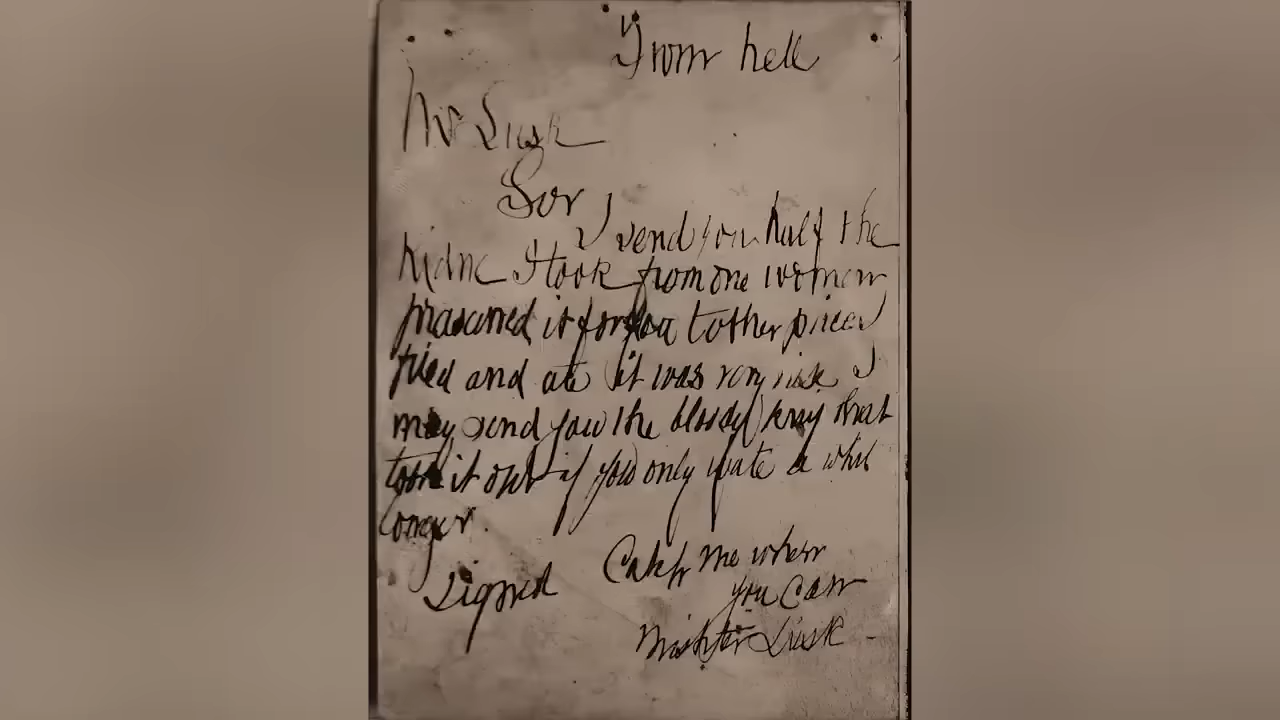 From hell
Mr Lusk
Sor
I send you half the
Kidne I took from one women
prasarved it for you tother piece I
fried and ate it was very nise I
may send you the bloody knif that
took it out if you only wate a whil
longer.
signed
Catch me when
you Can
Mishter Lusk -